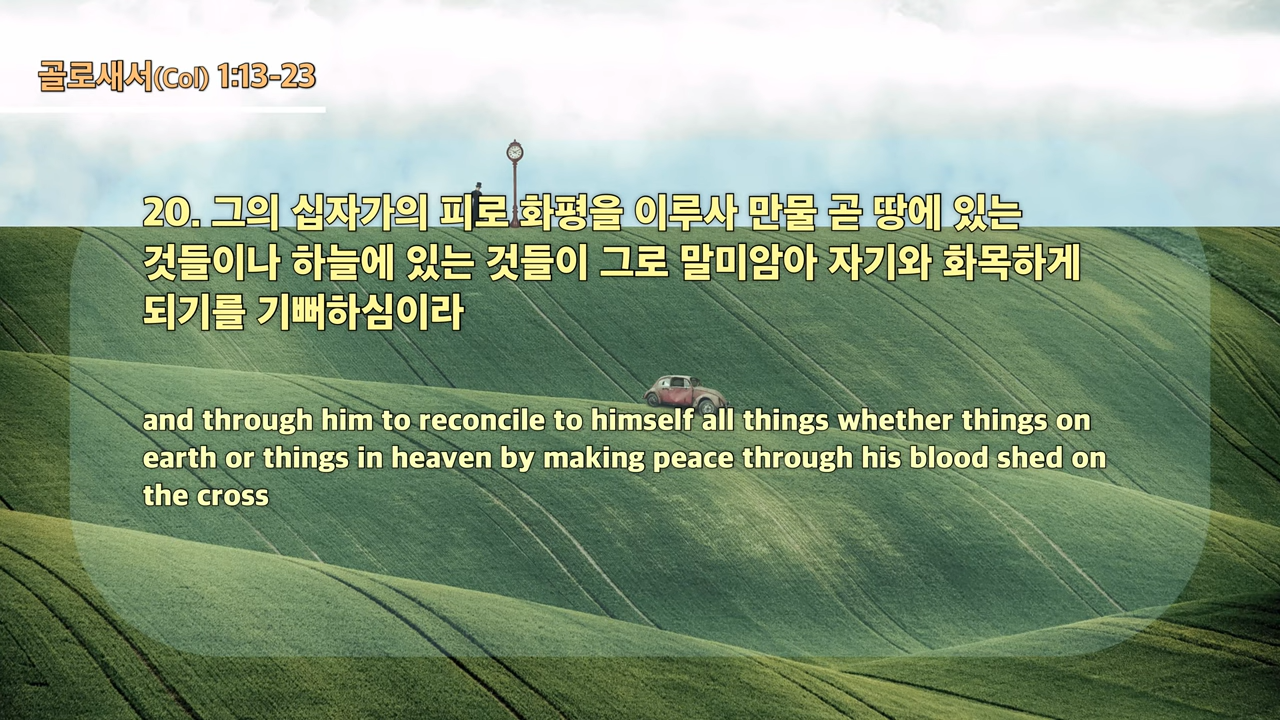 골로새서(Col) 1:13-23
20. 그의 십자가의 피로 화평을 이루사 만물 곧 땅에 있는
것들이나 하늘에 있는 것들이 그로 말미암아 자기와 화목하게
되기를 기뻐하심이라
and through him to reconcile to himself all things whether things on
earth or things in heaven by making peace through his blood shed on
the cross